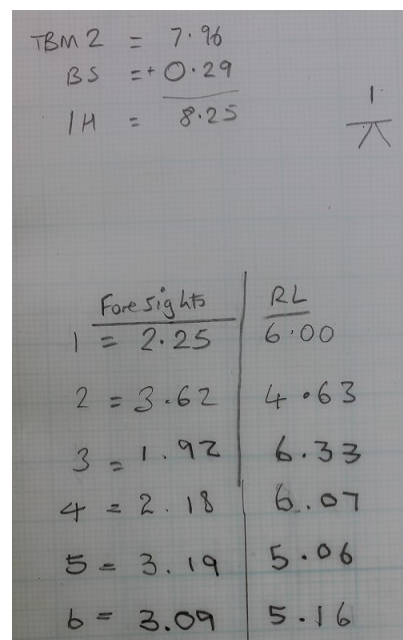 TBM 2 = 7.96
BS =+ 0.29
IH = 8.25
1
Foresights RL
1 = 2.25 6.00
2 = 3.62 4.63
3 = 1.92 6.33
4 = 2.18 6.07
5 = 3.19 5.06
6 = 3.09 5.16